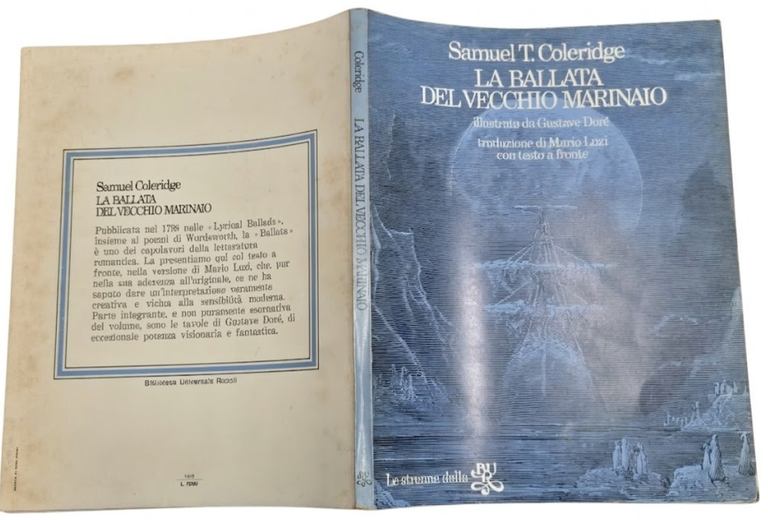 Samuel Coleridge
LA BALLATA
DEL VECCHIO MARINAIO
Pubblicata nel 1798 nelle «Lyrical Ballads»,
insieme ai poemi di Wordsworth, la «Ballata»
è uno dei capolavori della letteratura
romantica. La presentiamo qui col testo a
fronte, nella versione di Mario Luzi, che, pur
nella sua aderenza all'originale, ce ne ha
saputo dare un'interpretazione veramente
creativa e vicina alla sensibilità moderna.
Parte integrante, e non puramente esornativa
del volume, sono le tavole di Gustave Doré, di
eccezionale potenza visionaria e fantastica.
Biblioteca Universale Rizzoli
Coleridge
LA BALLATA DEL VECCHIO MARINAIO
BUR
Samuel T. Coleridge
LA BALLATA
DEL VECCHIO MARINAIO
illustrata da Gustave Doré
traduzione di Mario Luzi
con testo a fronte
Le strenne della BUR